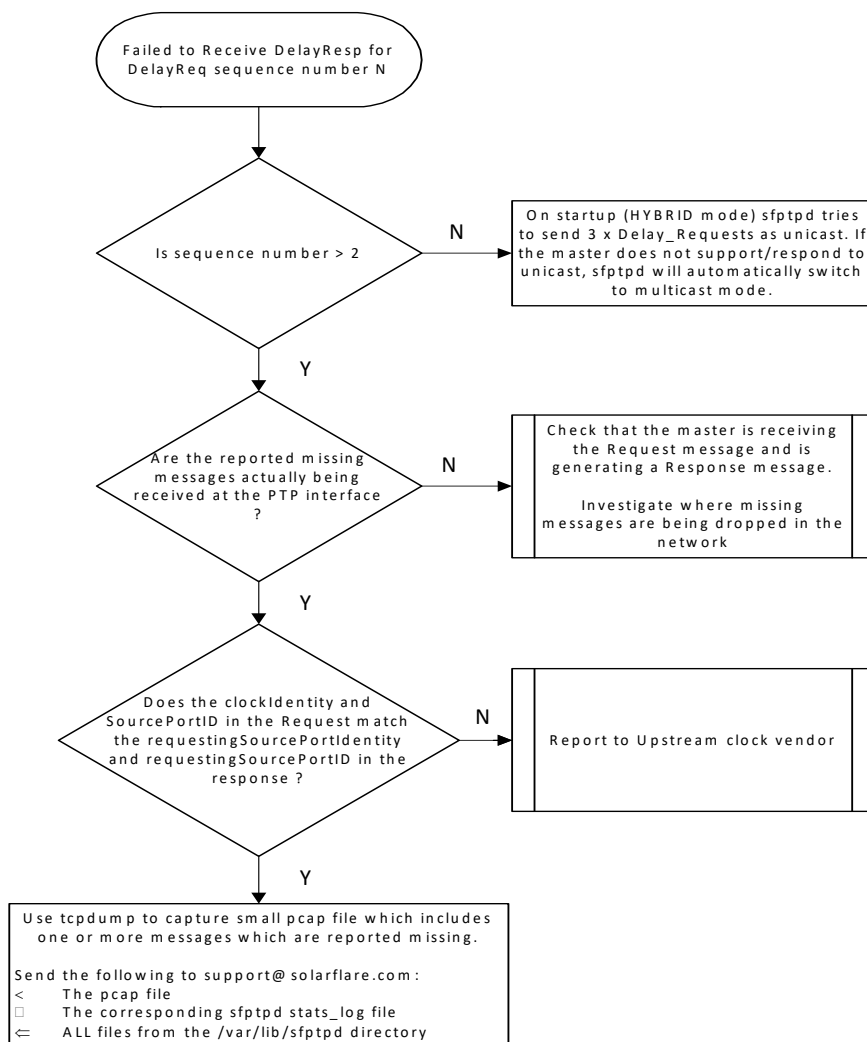 Failed to Receive DelayResp for
DelayReq sequence number N
Is sequence number > 2
N
On startup (HYBRID mode) sfptpd tries
to send 3 x Delay_Requests as unicast. If
the master does not support/respond to
unicast, sfptpd will automatically switch
to multicast mode.
Y
Are the reported missing
messages actually being
received at the PTP interface
?
N
Check that the master is receiving
the Request message and is
generating a Response message.
Investigate where missing
messages are being dropped in the
network
Y
Does the clockIdentity and
SourcePortID in the Request match
the requestingSourcePortIdentity
and requestingSourcePortID in the
response ?
N
Report to Upstream clock vendor
Y
Use tcpdump to capture small pcap file which includes
one or more messages which are reported missing.
Send the following to support@solarflare.com:
< The pcap file
□ The corresponding sfptpd stats_log file
⇐ ALL files from the /var/lib/sfptpd directory